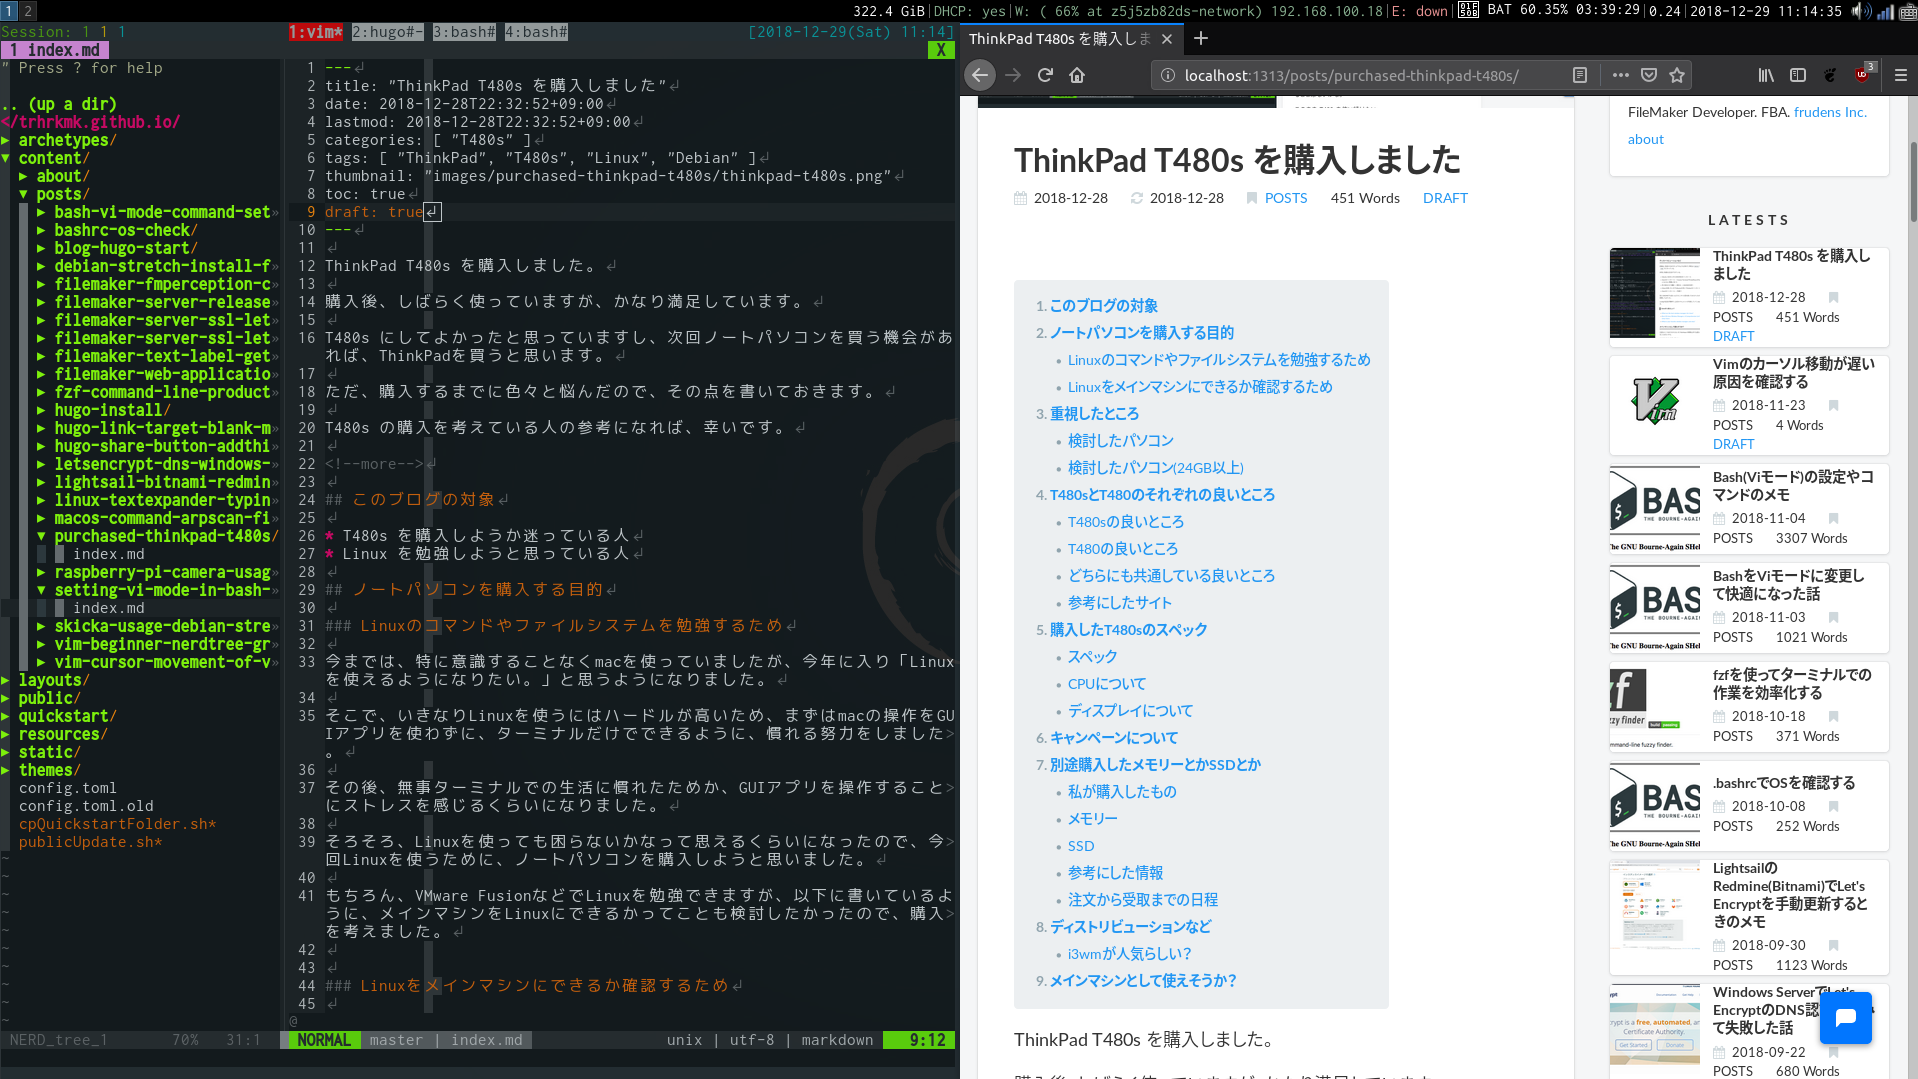 1 2
322.4 GiB|DHCP: yes|W: ( 66% at z5j5zb82ds-network) 192.168.100.18|E: down| BAT 60.35% 03:39:29|0.24|2018-12-29 11:14:35
Session: 1 1 1
1:vim* 2:hugo#- 3:bash# 4:bash#
[2018-12-29(Sat) 11:14]
1 index.md
X
" Press ? for help
.. (up a dir)
</trhrkmk.github.io/
▸ archetypes/
▾ content/
▸ about/
▾ posts/
▸ bash-vi-mode-command-set»
▸ bashrc-os-check/
▸ blog-hugo-start/
▸ debian-stretch-install-f»
▸ filemaker-fmperception-c»
▸ filemaker-server-release»
▸ filemaker-server-ssl-let»
▸ filemaker-server-ssl-let»
▸ filemaker-text-label-get»
▸ filemaker-web-applicatio»
▸ fzf-command-line-product»
▸ hugo-install/
▸ hugo-link-target-blank-m»
▸ hugo-share-button-addthi»
▸ letsencrypt-dns-windows-»
▸ lightsail-bitnami-redmin»
▸ linux-textexpander-typin»
▸ macos-command-arpscan-fi»
▾ purchased-thinkpad-t480s/
index.md
▸ raspberry-pi-camera-usag»
▾ setting-vi-mode-in-bash-»
index.md
▸ skicka-usage-debian-stre»
▸ vim-beginner-nerdtree-gr»
▸ vim-cursor-movement-of-v»
▸ layouts/
▸ public/
▸ quickstart/
▸ resources/
▸ static/
▸ themes/
config.toml
config.toml.old
cpQuickstartFolder.sh*
publicUpdate.sh*
NERD_tree_1 70% 31:1
1 ---
2 title: "ThinkPad T480s を購入しました"
3 date: 2018-12-28T22:32:52+09:00
4 lastmod: 2018-12-28T22:32:52+09:00
5 categories: [ "T480s" ]
6 tags: [ "ThinkPad", "T480s", "Linux", "Debian" ]
7 thumbnail: "images/purchased-thinkpad-t480s/thinkpad-t480s.png"
8 toc: true
9 draft: true
10 ---
11
12 ThinkPad T480s を購入しました。
13
14 購入後、しばらく使っていますが、かなり満足しています。
15
16 T480s にしてよかったと思っていますし、次回ノートパソコンを買う機会があ
れば、ThinkPadを買うと思います。
17
18 ただ、購入するまでに色々と悩んだので、その点を書いておきます。
19
20 T480s の購入を考えている人の参考になれば、幸いです。
21
22 <!--more-->
23
24 ## このブログの対象
25
26 * T480s を購入しようか迷っている人
27 * Linux を勉強しようと思っている人
28
29 ## ノートパソコンを購入する目的
30
31 ### Linuxのコマンドやファイルシステムを勉強するため
32
33 今までは、特に意識することなくmacを使っていましたが、今年に入り「Linux
を使えるようになりたい。」と思うようになりました。
34
35 そこで、いきなりLinuxを使うにはハードルが高いため、まずはmacの操作をGU
Iアプリを使わずに、ターミナルだけでできるように、慣れる努力をしました>
。
36
37 その後、無事ターミナルでの生活に慣れたためか、GUIアプリを操作すること>
にストレスを感じるくらいになりました。
38
39 そろそろ、Linuxを使っても困らないかなって思えるくらいになったので、今>
回Linuxを使うために、ノートパソコンを購入しようと思いました。
40
41 もちろん、VMware FusionなどでLinuxを勉強できますが、以下に書いているよ
うに、メインマシンをLinuxにできるかってことも検討したかったので、購入>
を考えました。
42
43
44 ### Linuxをメインマシンにできるか確認するため
45
@
NORMAL master | index.md unix | utf-8 | markdown 9:12
ThinkPad T480s を購入しま
localhost:1313/posts/purchased-thinkpad-t480s/
3
ThinkPad T480s を購入しました
2018-12-28 2018-12-28 POSTS 451 Words DRAFT
1. このブログの対象
2. ノートパソコンを購入する目的
• Linuxのコマンドやファイルシステムを勉強するため
• Linuxをメインマシンにできるか確認するため
3. 重視したところ
• 検討したパソコン
• 検討したパソコン(24GB以上)
4. T480sとT480のそれぞれの良いところ
• T480sの良いところ
• T480の良いところ
• どちらにも共通している良いところ
• 参考にしたサイト
5. 購入したT480sのスペック
• スペック
• CPUについて
• ディスプレイについて
6. キャンペーンについて
7. 別途購入したメモリーとかSSDとか
• 私が購入したもの
• メモリー
• SSD
• 参考にした情報
• 注文から受取までの日程
8. ディストリビューションなど
• i3wmが人気らしい？
9. メインマシンとして使えそうか？
ThinkPad T480s を購入しました。
FileMaker Developer. FBA. frudens Inc.
about
LATESTS
ThinkPad T480s を購入し
ました
2018-12-28
POSTS 451 Words
DRAFT
Vim
Vimのカーソル移動が遅い
原因を確認する
2018-11-23
POSTS 4 Words
DRAFT
BAS
THE BOURNE-AGAIN
The GNU Bourne-Again SHel
Bash(Viモード)の設定やコ
マンドのメモ
2018-11-04
POSTS 3307 Words
BAS
THE BOURNE-AGAIN
The GNU Bourne-Again SHel
BashをViモードに変更し
て快適になった話
2018-11-03
POSTS 1021 Words
zf
uzzy finder
ommand-line fuzzy finder.
fzfを使ってターミナルでの
作業を効率化する
2018-10-18
POSTS 371 Words
BAS
THE BOURNE-AGAIN
The GNU Bourne-Again SHel
.bashrcでOSを確認する
2018-10-08
POSTS 252 Words
Lightsailの
Redmine(Bitnami)でLet's
Encryptを手動更新すると
きのメモ
2018-09-30
POSTS 1123 Words
crypt is a free, automated, an
Certificate Authority.
Get Started Donate
Windows ServerでLet's
EncryptのDNS認
て失敗した話
2018-09-22
POSTS 680 Words